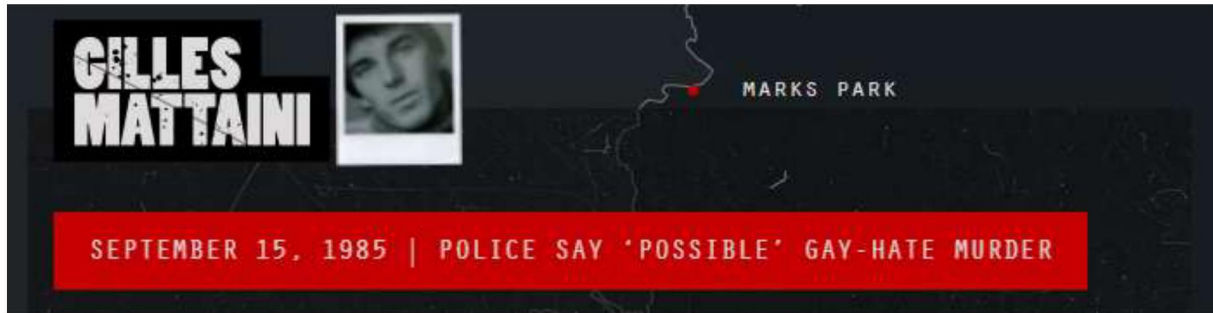 GILLES
MATTAINI
MARKS PARK
SEPTEMBER 15, 1985 | POLICE SAY ‘POSSIBLE’ GAY-HATE MURDER